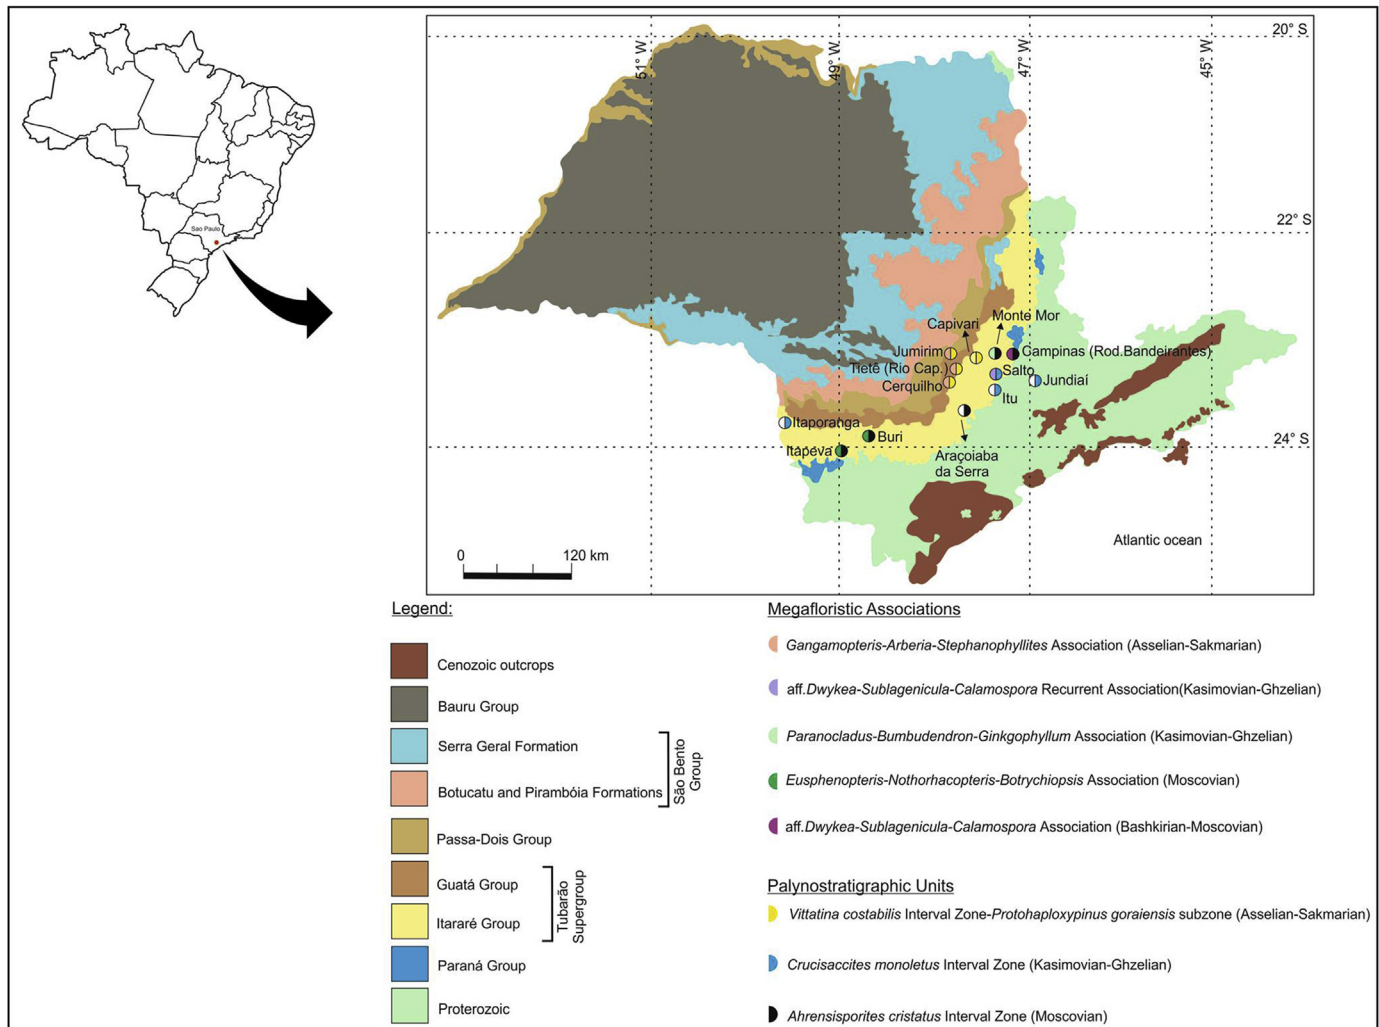 Sao Paulo
51° W
49° W
47° W
45° W
20° S
22° S
24° S
Capivari
Monte Mor
Jumirim
Campinas (Rod.Bandeirantes)
Tietê (Rio Cap.)
Salto
Cerquilho
Jundiaí
Itu
Itaporanga
Buri
Itapeva
Araçoiaba
da Serra
Atlantic ocean
0
120 km
Legend:
Cenozoic outcrops
Bauru Group
Serra Geral Formation
Botucatu and Pirambóia Formations
São Bento
Group
Passa-Dois Group
Guatá Group
Itararé Group
Tubarão
Supergroup
Paraná Group
Proterozoic
Megafloristic Associations
Gangamopteris-Arberia-Stephanophyllites Association (Asselian-Sakmarian)
aff.Dwykea-Sublagenicula-Calamospora Recurrent Association(Kasimovian-Ghzelian)
Paranocladus-Bumbudendron-Ginkgophyllum Association (Kasimovian-Ghzelian)
Eusphenopteris-Nothorhacopteris-Botrychiopsis Association (Moscovian)
aff.Dwykea-Sublagenicula-Calamospora Association (Bashkirian-Moscovian)
Palynostratigraphic Units
Vittatina costabilis Interval Zone-Protohaploxypinus goraiensis subzone (Asselian-Sakmarian)
Crucisaccites monoletus Interval Zone (Kasimovian-Ghzelian)
Ahrensisporites cristatus Interval Zone (Moscovian)